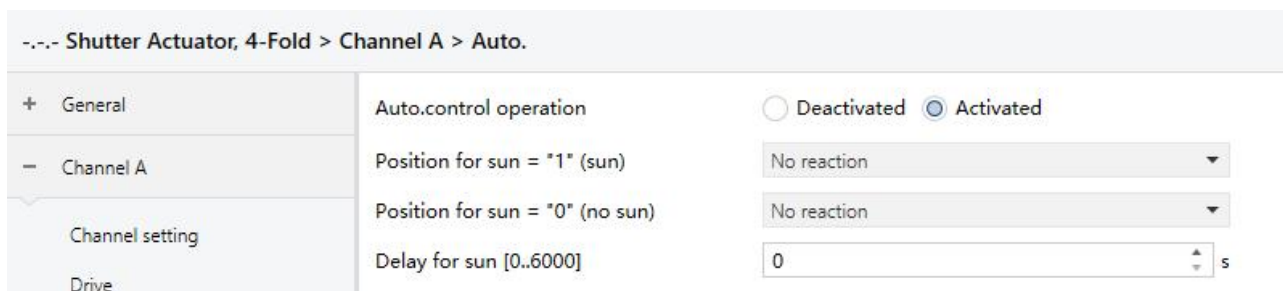 -.-.- Shutter Actuator, 4-Fold > Channel A > Auto.
+ General
Auto.control operation
Deactivated Activated
− Channel A
Position for sun = "1" (sun)
No reaction
Position for sun = "0" (no sun)
No reaction
Channel setting
Delay for sun [0..6000]
0 s
Drive